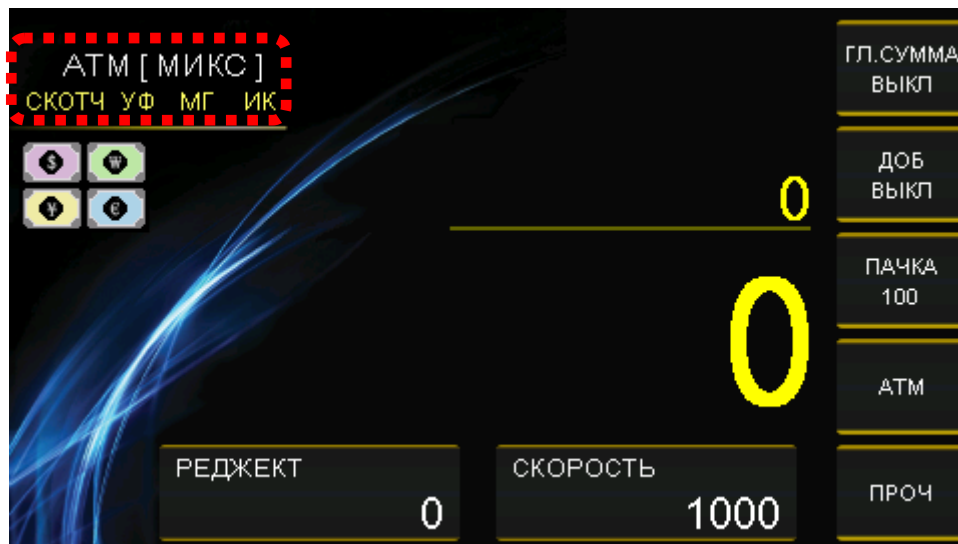 АТМ [ МИКС ]
СКОТЧ УФ МГ ИК
$ ₩
¥ €
0
0
РЕДЖЕКТ
0
СКОРОСТЬ
1000
ГЛ.СУММА
ВЫКЛ
ДОБ
ВЫКЛ
ПАЧКА
100
АТМ
ПРОЧ